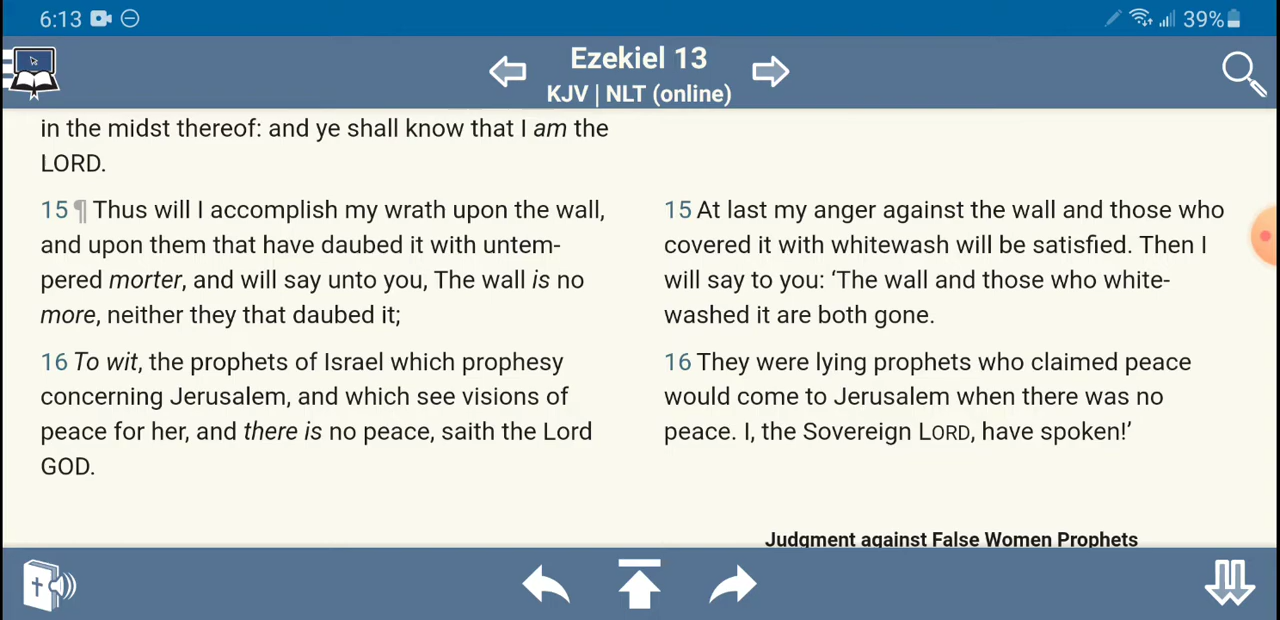 6:13
39%
Ezekiel 13
KJV | NLT (online)
in the midst thereof: and ye shall know that I am the
LORD.
15 ¶ Thus will I accomplish my wrath upon the wall,
and upon them that have daubed it with untem-
pered morter, and will say unto you, The wall is no
more, neither they that daubed it;
16 To wit, the prophets of Israel which prophesy
concerning Jerusalem, and which see visions of
peace for her, and there is no peace, saith the Lord
GOD.
15 At last my anger against the wall and those who
covered it with whitewash will be satisfied. Then I
will say to you: ‘The wall and those who white-
washed it are both gone.
16 They were lying prophets who claimed peace
would come to Jerusalem when there was no
peace. I, the Sovereign LORD, have spoken!’
Judgment against False Women Prophets